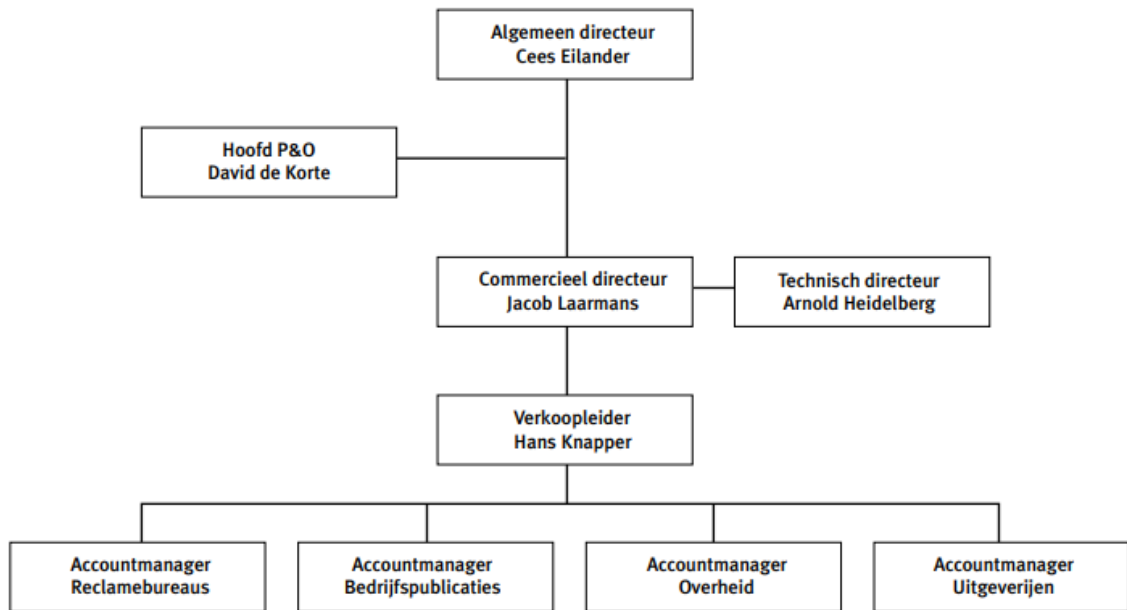 Algemeen directeur
Cees Eilander
Hoofd P&O
David de Korte
Commercieel directeur
Jacob Laarmans
Technisch directeur
Arnold Heidelberg
Verkoopleider
Hans Knapper
Accountmanager
Reclamebureaus
Accountmanager
Bedrijfspublicaties
Accountmanager
Overheid
Accountmanager
Uitgeverijen